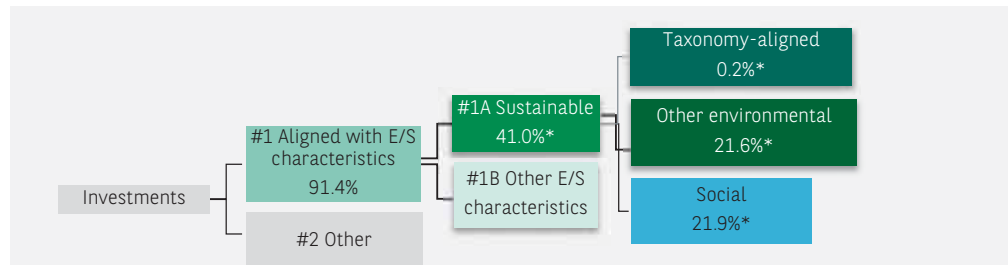 Taxonomy-aligned
0.2%*
#1A Sustainable
41.0%*
Other environmental
21.6%*
#1 Aligned with E/S
characteristics
91.4%
#1B Other E/S
characteristics
Investments
Social
21.9%*
#2 Other